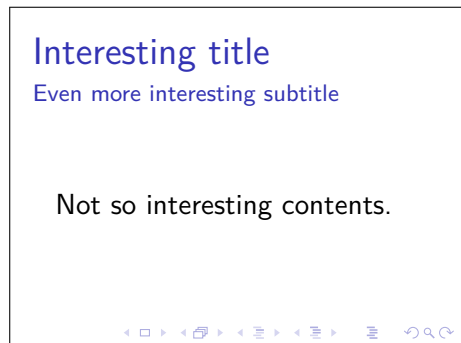 Interesting title
Even more interesting subtitle
Not so interesting contents.